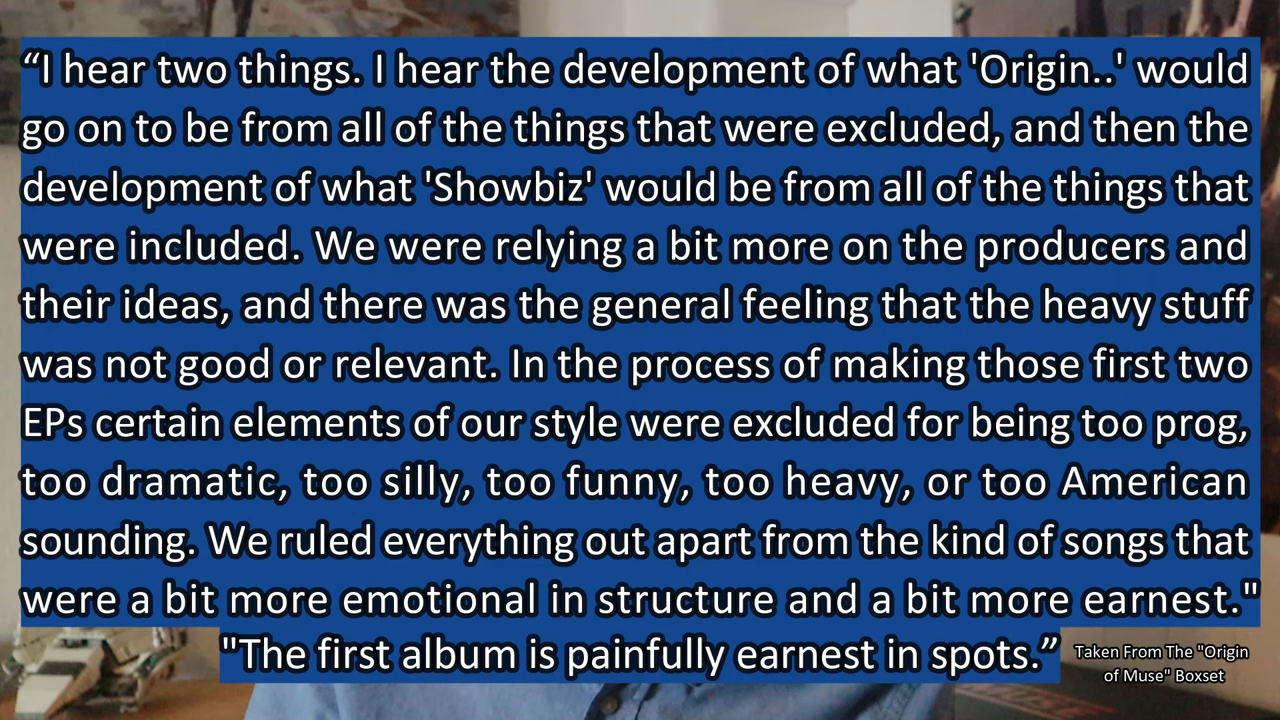 “I hear two things. I hear the development of what 'Origin..' would
go on to be from all of the things that were excluded, and then the
development of what 'Showbiz' would be from all of the things that
were included. We were relying a bit more on the producers and
their ideas, and there was the general feeling that the heavy stuff
was not good or relevant. In the process of making those first two
EPs certain elements of our style were excluded for being too prog,
too dramatic, too silly, too funny, too heavy, or too American
sounding. We ruled everything out apart from the kind of songs that
were a bit more emotional in structure and a bit more earnest."
"The first album is painfully earnest in spots.”
Taken From The "Origin
of Muse" Boxset